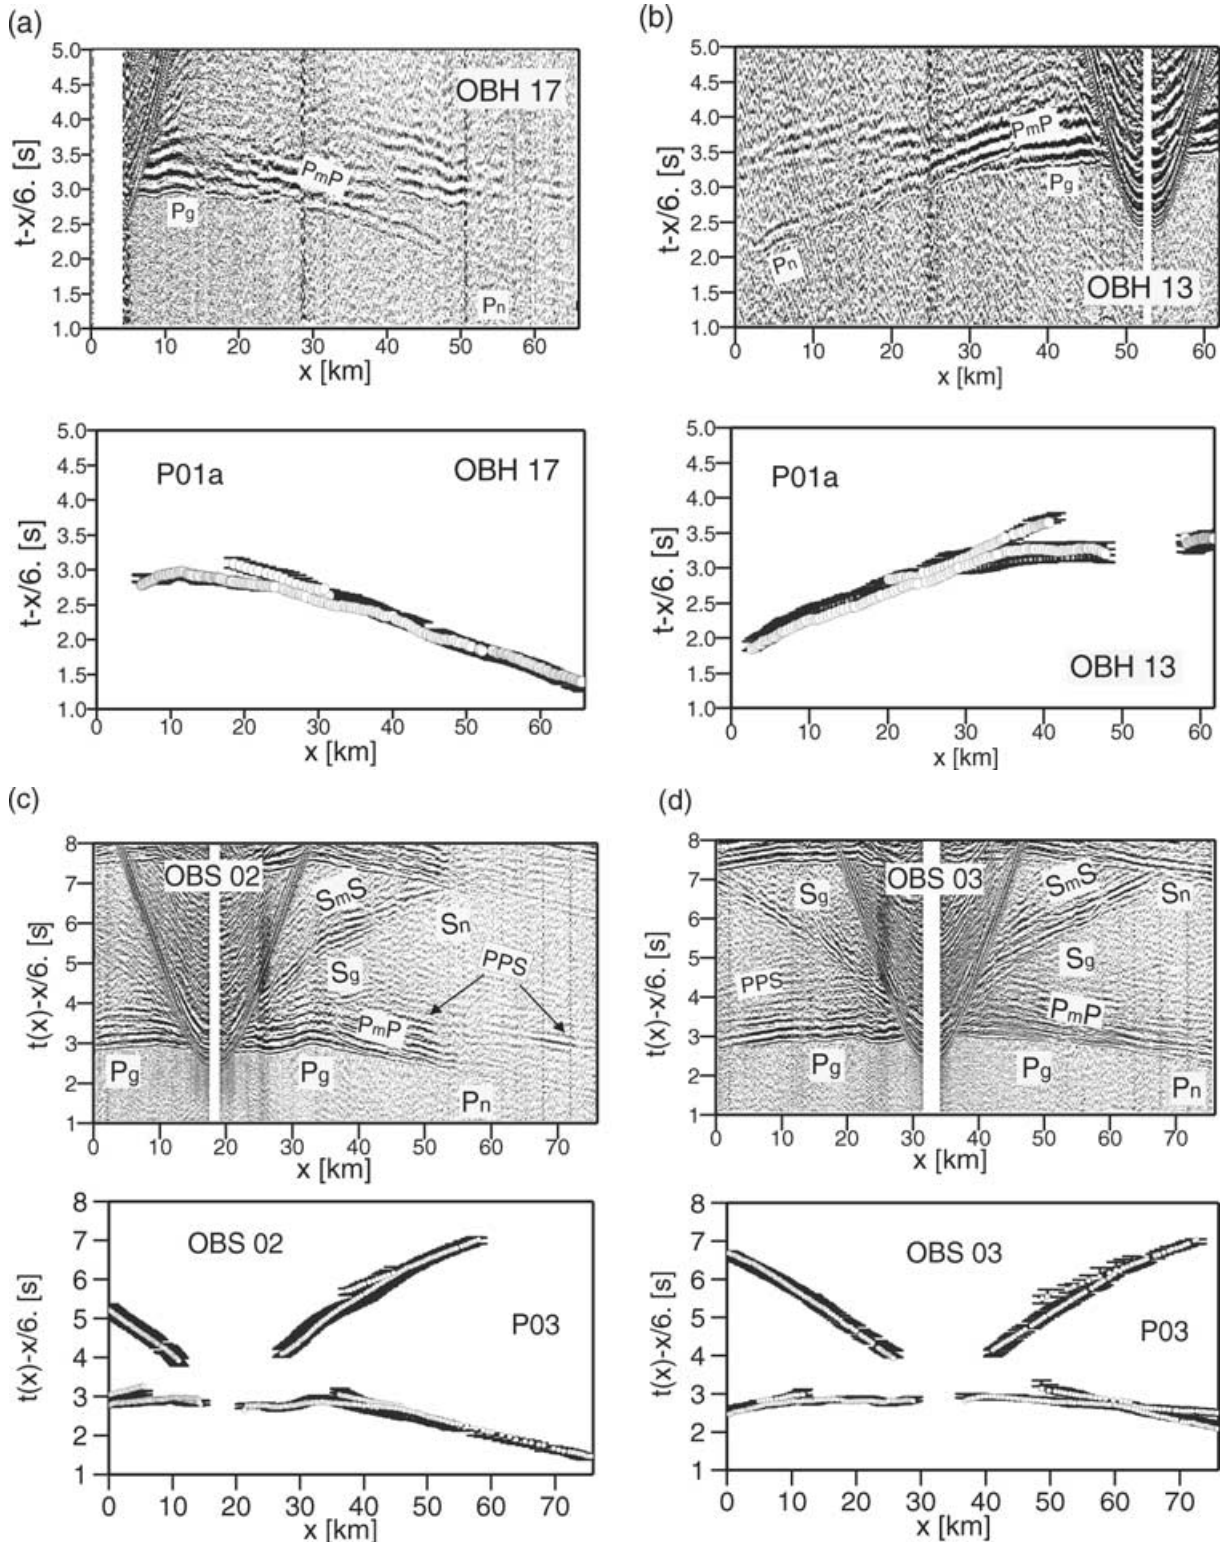 (a)
5.0
4.5
4.0
3.5
3.0
2.5
2.0
1.5
1.0
t-x/6. [s]
OBH 17
PmP
Pg
Pn
0 10 20 30 40 50 60
x [km]
(b)
5.0
4.5
4.0
3.5
3.0
2.5
2.0
1.5
1.0
t-x/6. [s]
PmP
Pg
Pn
OBH 13
0 10 20 30 40 50 60
x [km]
5.0
4.5
4.0
3.5
3.0
2.5
2.0
1.5
1.0
t-x/6. [s]
P01a
OBH 17
0 10 20 30 40 50 60
x [km]
5.0
4.5
4.0
3.5
3.0
2.5
2.0
1.5
1.0
t-x/6. [s]
P01a
OBH 13
0 10 20 30 40 50 60
x [km]
(c)
8
7
6
5
4
3
2
1
t(x)-x/6. [s]
OBS 02
SmS
Sn
Sg
PPS
PmP
Pg
Pg
Pn
0 10 20 30 40 50 60 70
x [km]
(d)
8
7
6
5
4
3
2
1
t(x)-x/6. [s]
Sg
OBS 03
SmS
Sn
Sg
PPS
PmP
Pg
Pg
Pn
0 10 20 30 40 50 60 70
x [km]
8
7
6
5
4
3
2
1
t(x)-x/6. [s]
OBS 02
P03
0 10 20 30 40 50 60 70
x [km]
8
7
6
5
4
3
2
1
t(x)-x/6. [s]
OBS 03
P03
0 10 20 30 40 50 60 70
x [km]